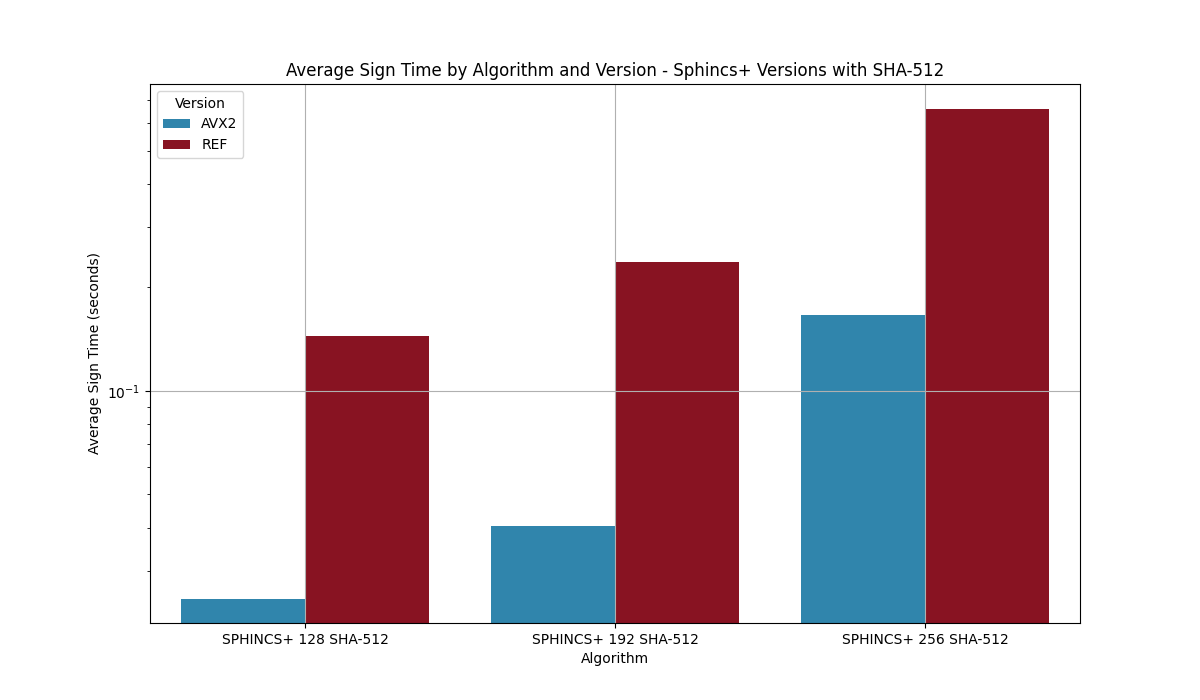 Average Sign Time by Algorithm and Version - Sphincs+ Versions with SHA-512
Version
AVX2
REF
Average Sign Time (seconds)
10⁻¹
SPHINCS+ 128 SHA-512
SPHINCS+ 192 SHA-512
SPHINCS+ 256 SHA-512
Algorithm